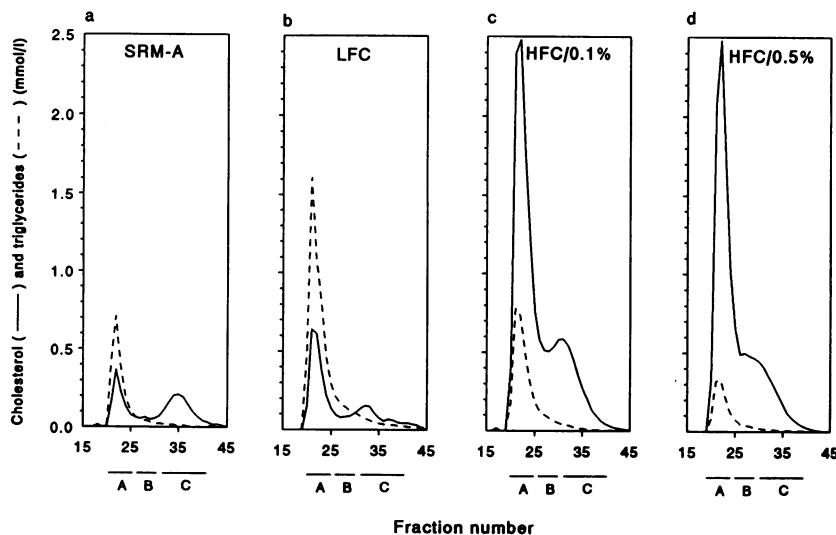 a
b
c
d
SRM-A
LFC
HFC/0.1%
HFC/0.5%
Cholesterol ( —— ) and triglycerides ( --- ) (mmol/l)
2.5
2.0
1.5
1.0
0.5
0.0
15 25 35 45
15 25 35 45
15 25 35 45
15 25 35 45
A B C
A B C
A B C
A B C
Fraction number